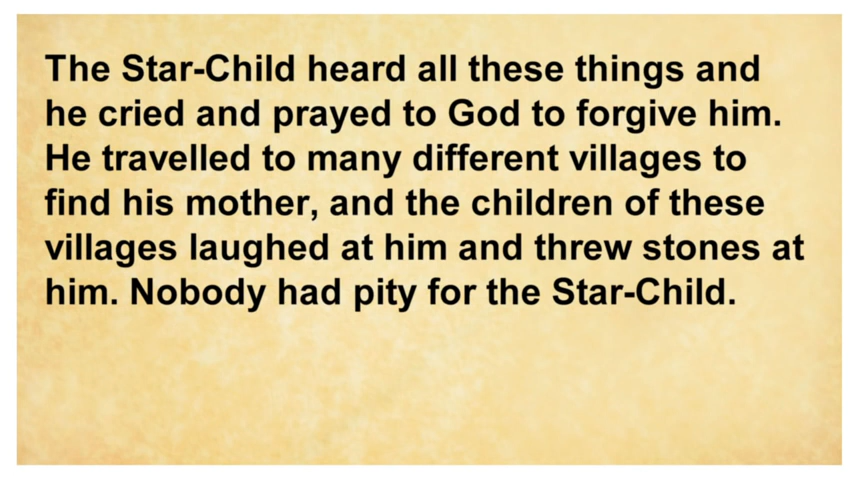 The Star-Child heard all these things and
he cried and prayed to God to forgive him.
He travelled to many different villages to
find his mother, and the children of these
villages laughed at him and threw stones at
him. Nobody had pity for the Star-Child.